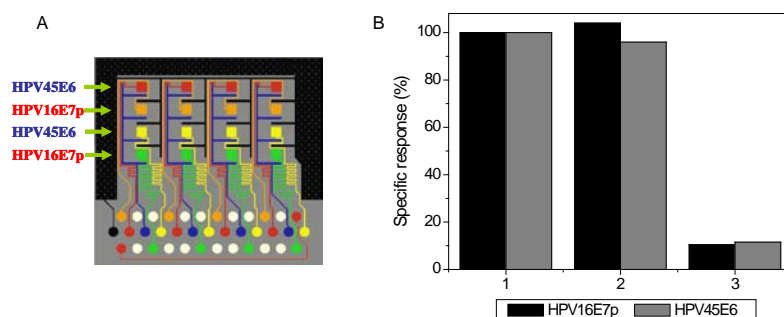 A
HPV45E6
HPV16E7p
HPV45E6
HPV16E7p
B
Specific response (%)
100
80
60
40
20
0
1 2 3
HPV16E7p HPV45E6